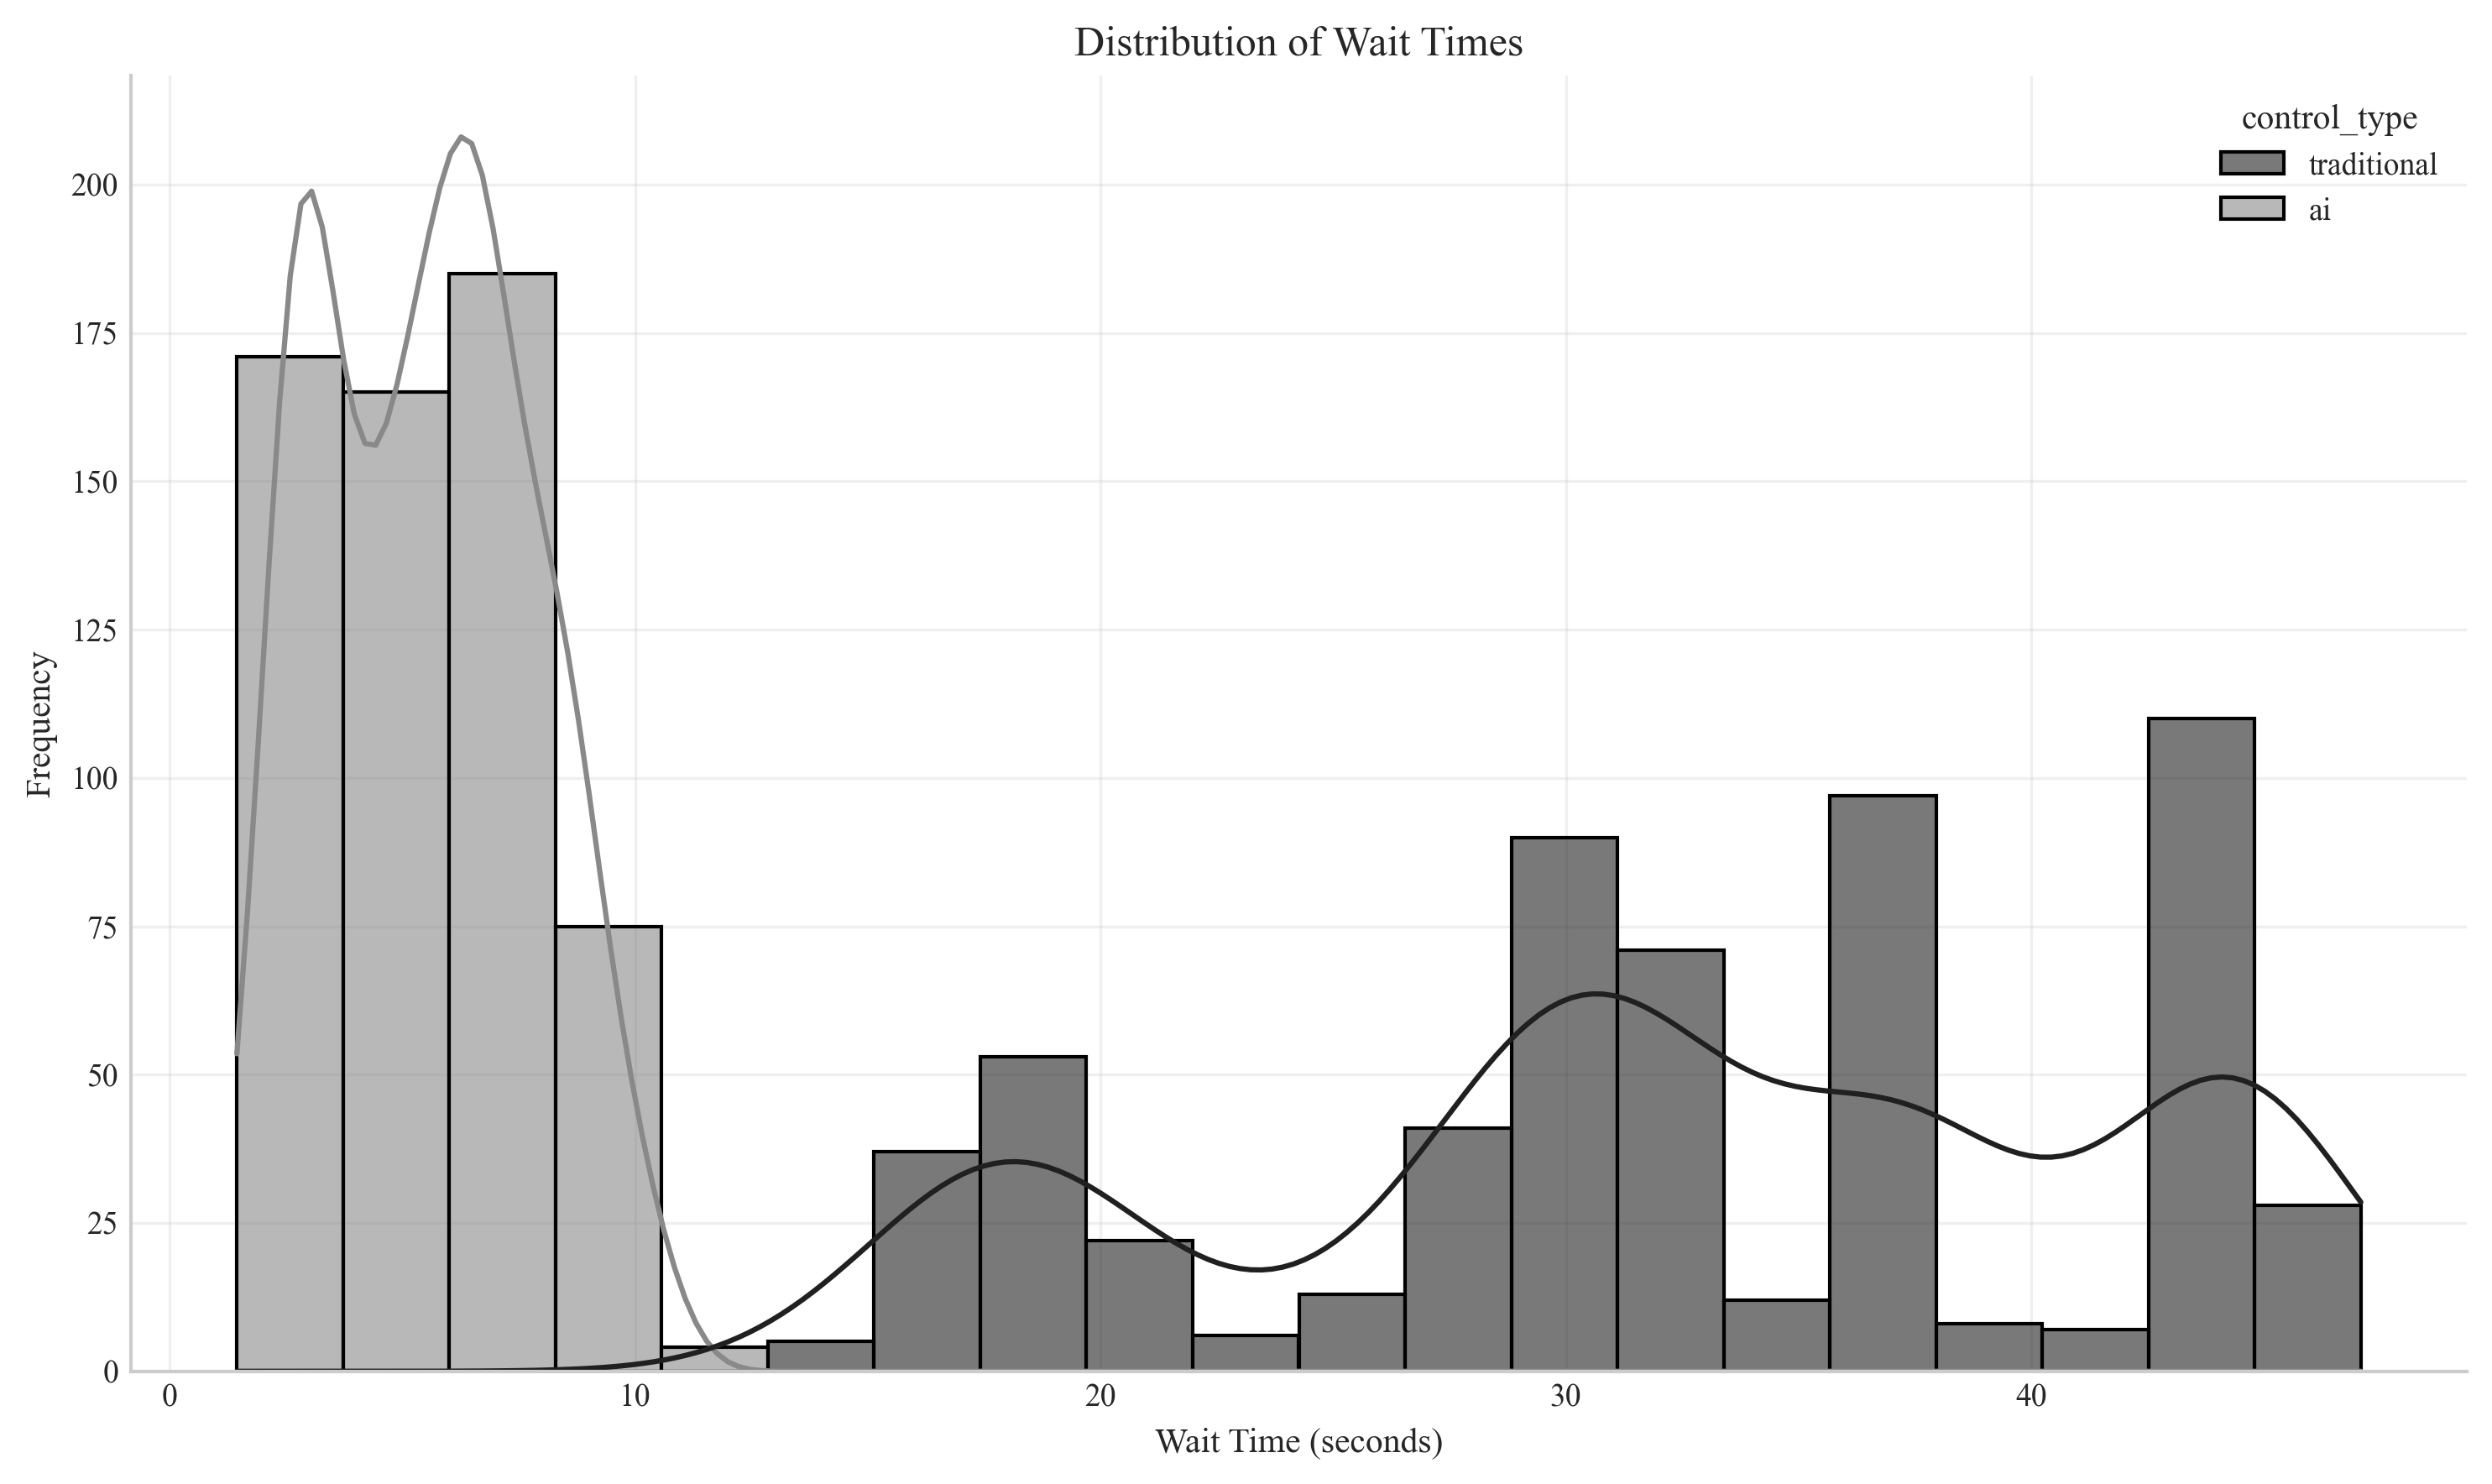 Distribution of Wait Times
control_type
traditional
ai
Frequency
200
175
150
125
100
75
50
25
0
0 10 20 30 40
Wait Time (seconds)